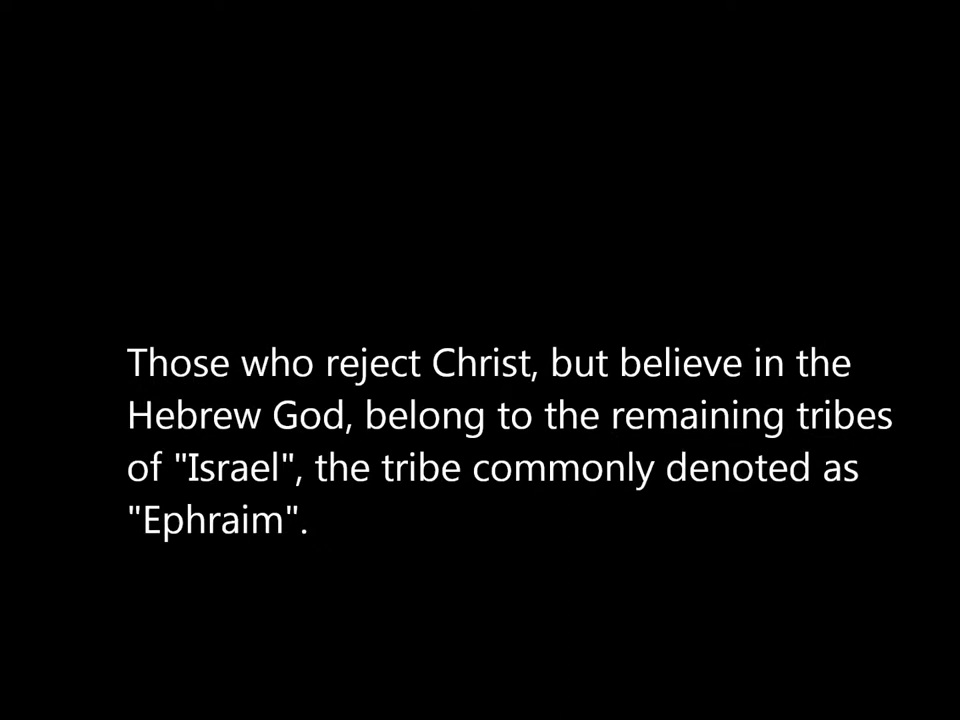 Those who reject Christ, but believe in the
Hebrew God, belong to the remaining tribes
of "Israel", the tribe commonly denoted as
"Ephraim".